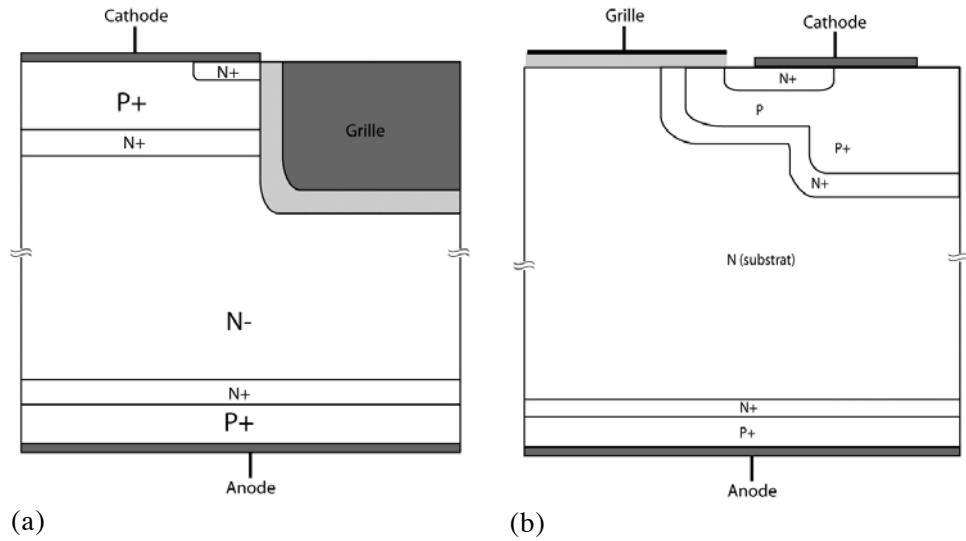 Cathode
N+
P+
Grille
N+
N-
N+
P+
Anode
(a)
Grille
Cathode
N+
P
P+
N+
N (substrat)
N+
P+
Anode
(b)